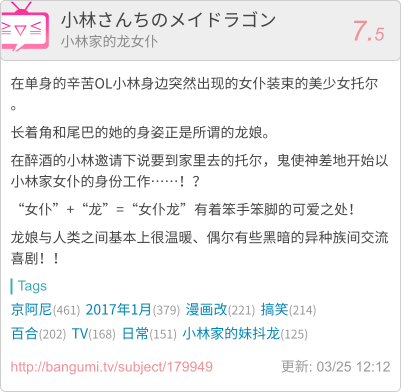 小林さんちのメイドラゴン
小林家的龙女仆
7.5
在单身的辛苦OL小林身边突然出现的女仆装束的美少女托尔
。
长着角和尾巴的她的身姿正是所谓的龙娘。
在醉酒的小林邀请下说要到家里去的托尔，鬼使神差地开始以
小林家女仆的身份工作……！？
“女仆”+“龙”=“女仆龙”有着笨手笨脚的可爱之处！
龙娘与人类之间基本上很温暖、偶尔有些黑暗的异种族间交流
喜剧！！
Tags
京阿尼(461) 2017年1月(379) 漫画改(221) 搞笑(214)
百合(202) TV(168) 日常(151) 小林家的妹抖龙(125)
http://bangumi.tv/subject/179949 更新: 03/25 12:12